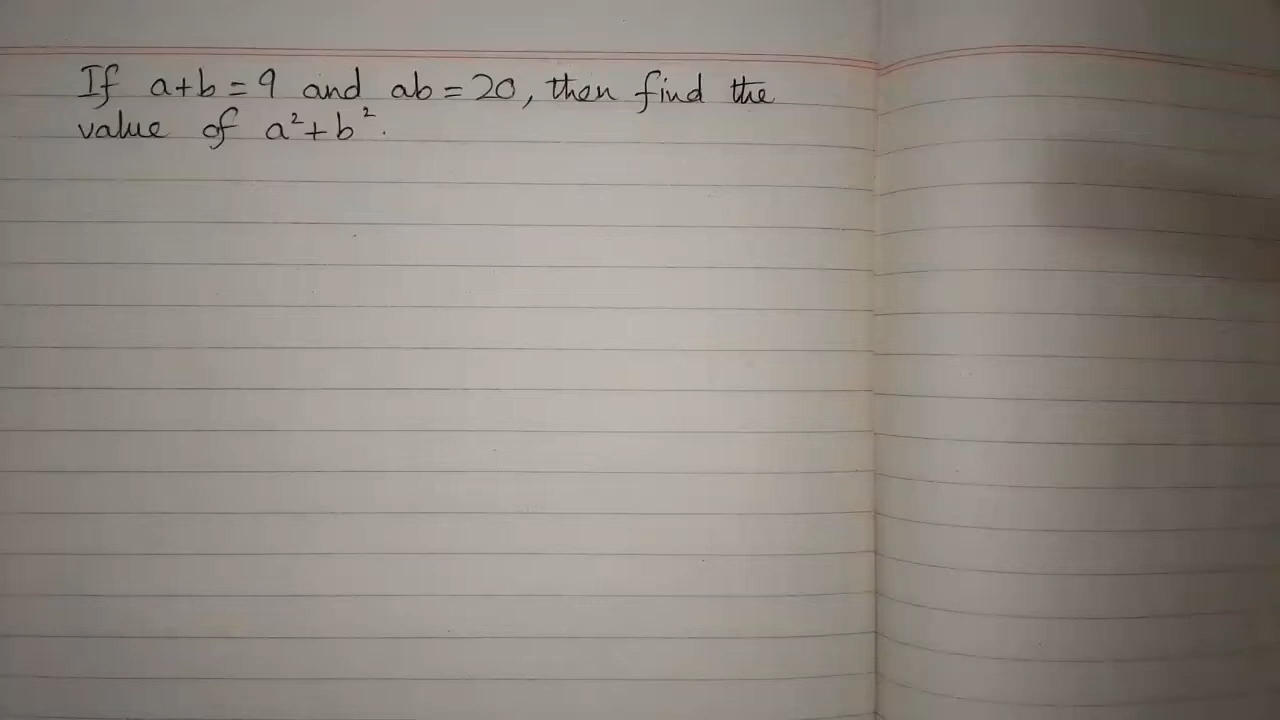 If a+b=9 and ab=20, then find the
value of a²+b².